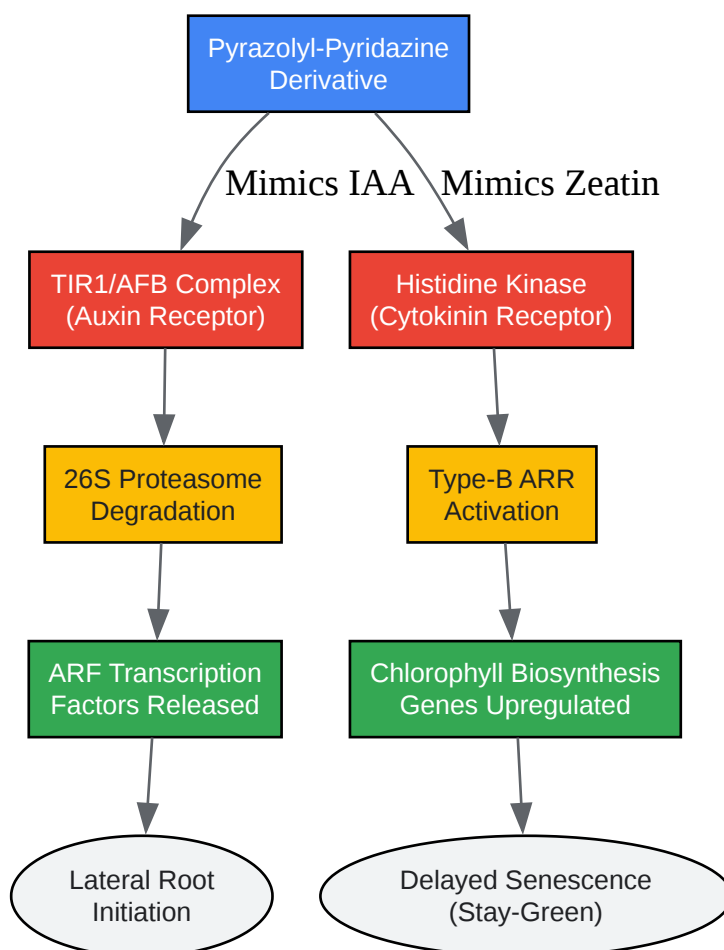 Pyrazolyl-Pyridazine
Derivative
Mimics IAA
Mimics Zeatin
TIR1/AFB Complex
(Auxin Receptor)
Histidine Kinase
(Cytokinin Receptor)
26S Proteasome
Degradation
Type-B ARR
Activation
ARF Transcription
Factors Released
Chlorophyll Biosynthesis
Genes Upregulated
Lateral Root
Initiation
Delayed Senescence
(Stay-Green)